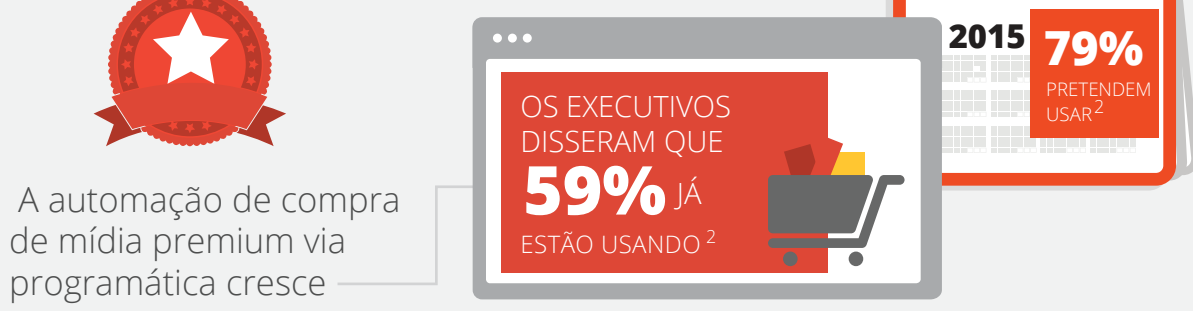 A automação de compra
de mídia premium via
programática cresce
OS EXECUTIVOS
DISSERAM QUE
59% JÁ
ESTÃO USANDO 2
2015
79%
PRETENDEM
USAR 2